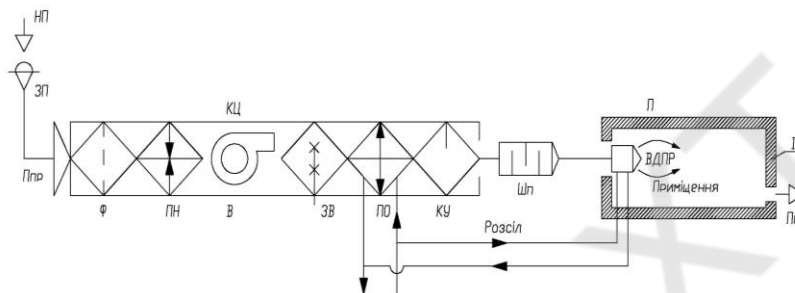 НП
ЗП
КЦ
П
ВДПР
Приміщення
Ппр
Шп
Ф
ПН
В
ЗВ
ПО
КУ
Розсіл